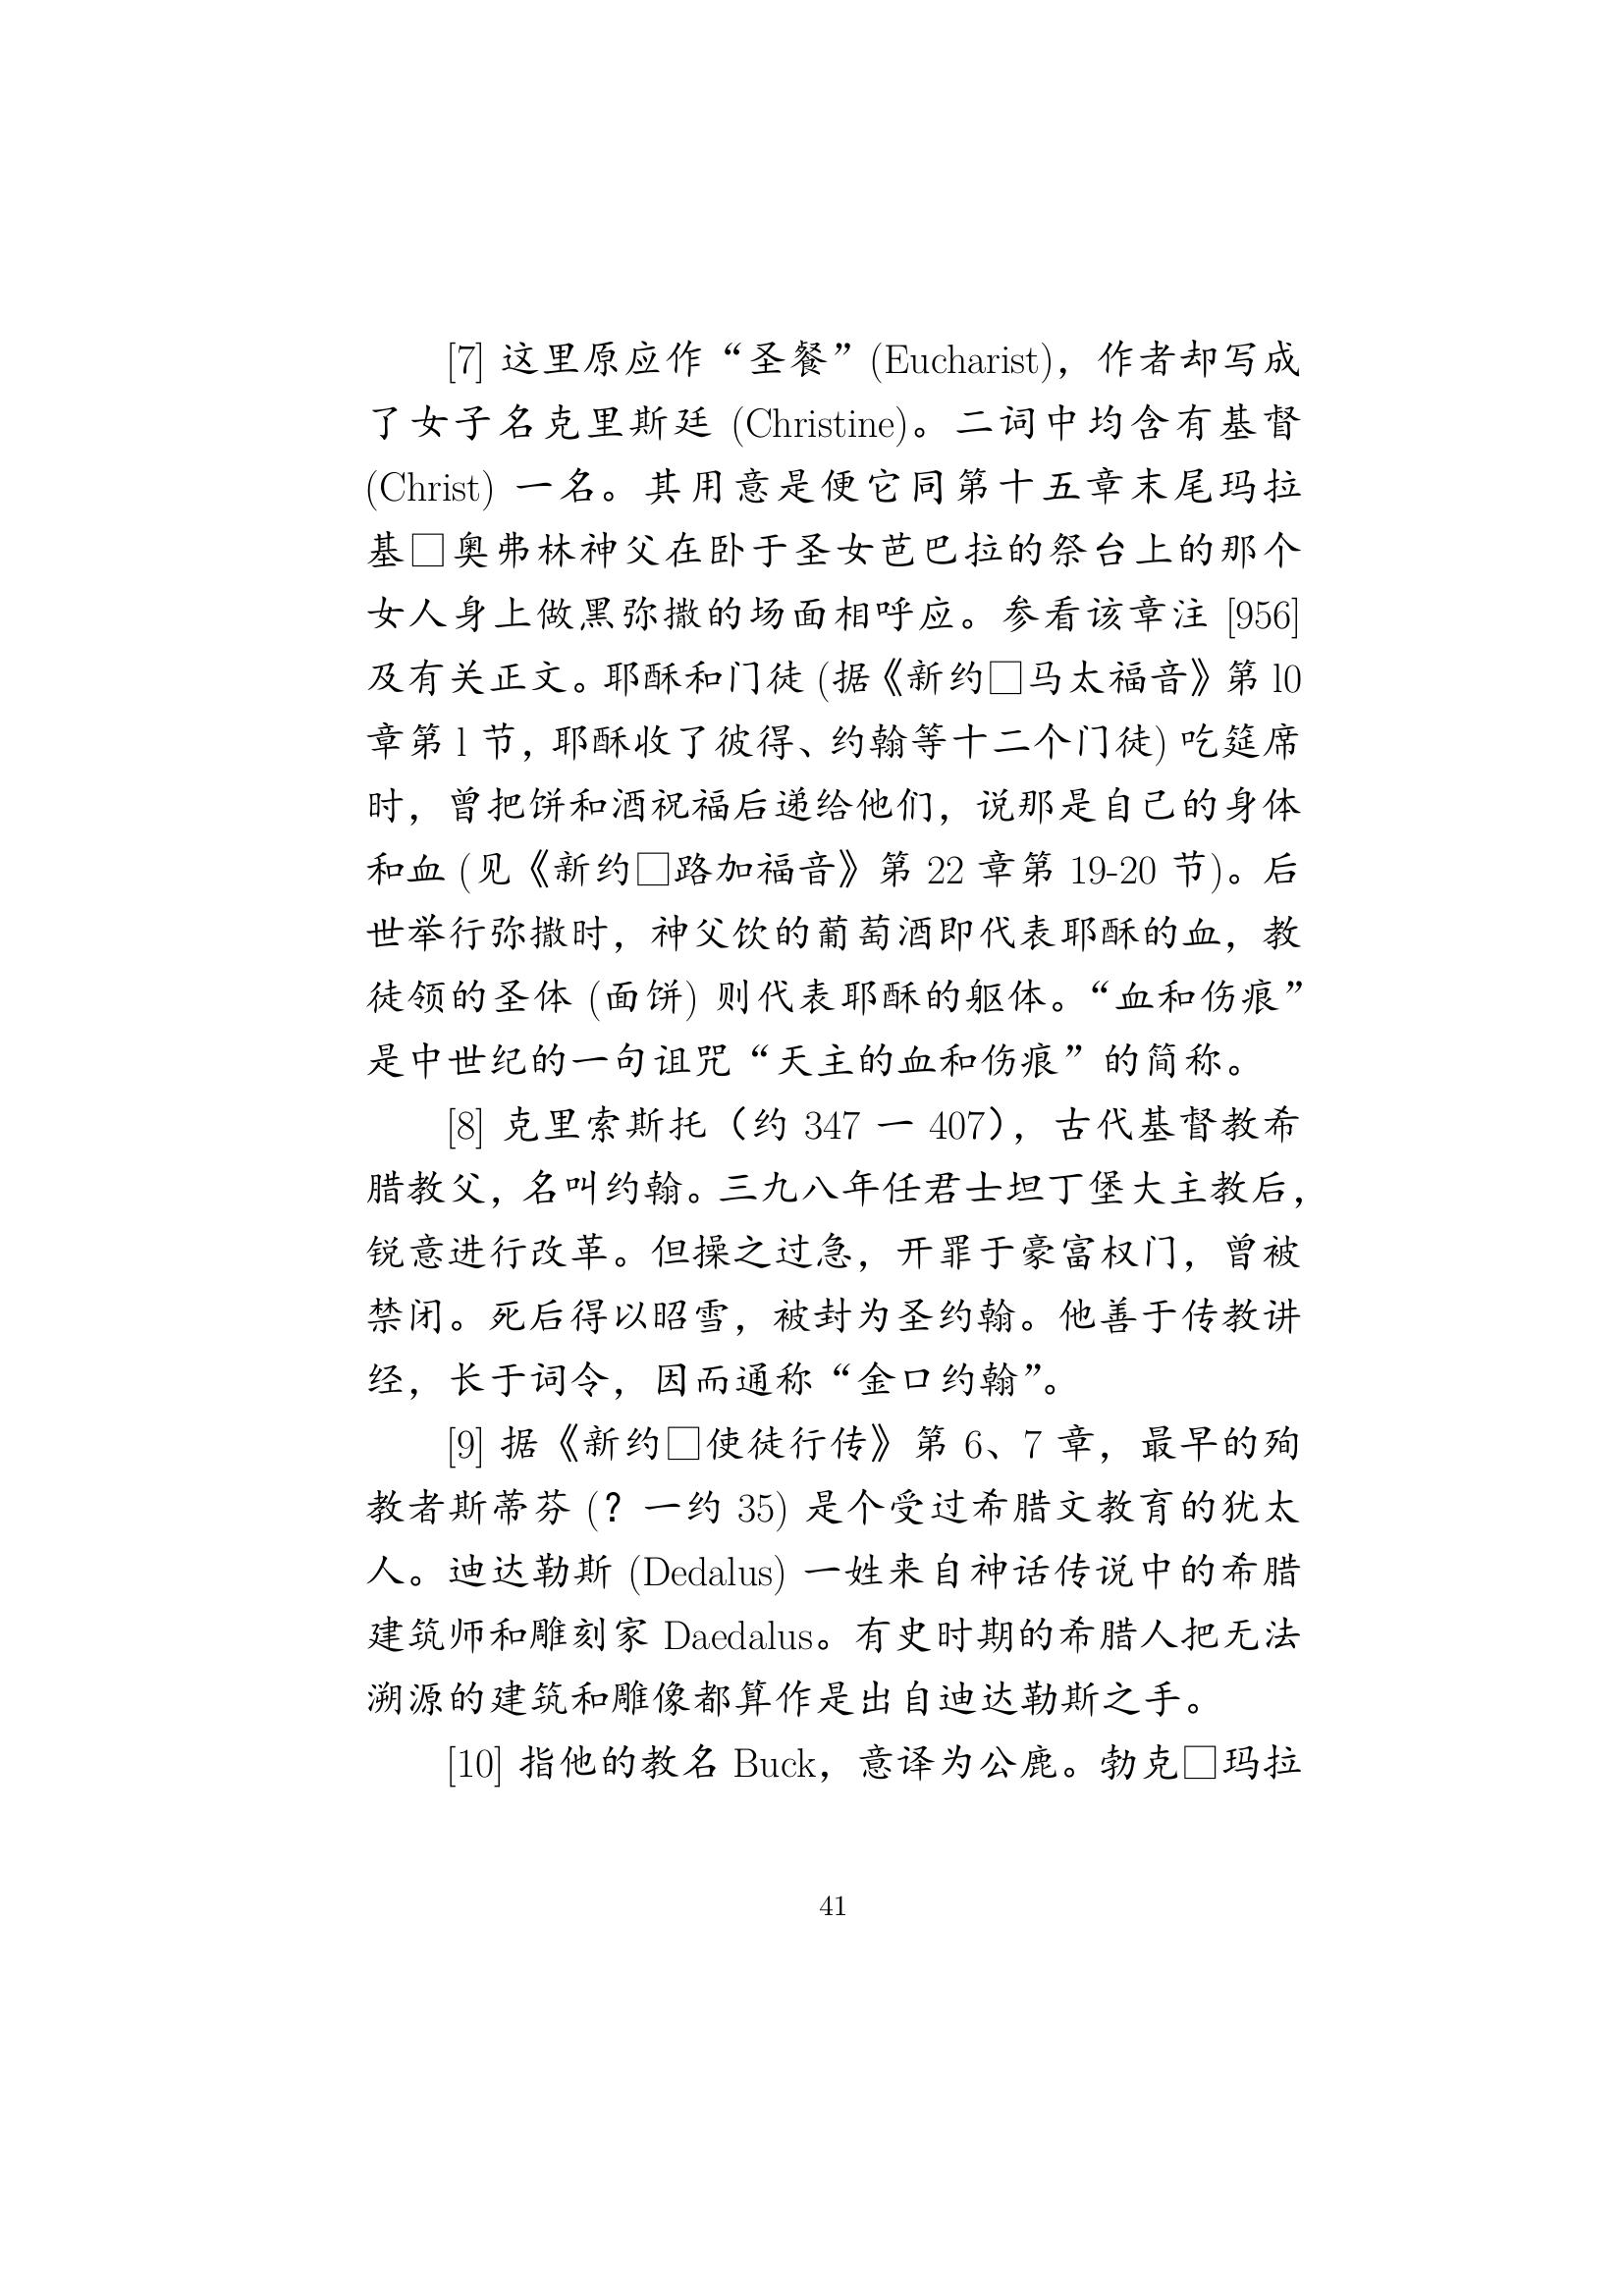 [7] 这里原应作“圣餐”(Eucharist)，作者却写成
了女子名克里斯廷 (Christine)。二词中均含有基督
(Christ) 一名。其用意是便它同第十五章末尾玛拉
基□奥弗林神父在卧于圣女芭巴拉的祭台上的那个
女人身上做黑弥撒的场面相呼应。参看该章注 [956]
及有关正文。耶酥和门徒 (据《新约□马太福音》第 l0
章第 l 节，耶酥收了彼得、约翰等十二个门徒) 吃筵席
时，曾把饼和酒祝福后递给他们，说那是自己的身体
和血 (见《新约□路加福音》第 22 章第 19-20 节)。后
世举行弥撒时，神父饮的葡萄酒即代表耶酥的血，教
徒领的圣体 (面饼) 则代表耶酥的躯体。“血和伤痕”
是中世纪的一句诅咒“天主的血和伤痕”的简称。
[8] 克里索斯托（约 347 一 407），古代基督教希
腊教父，名叫约翰。三九八年任君士坦丁堡大主教后，
锐意进行改革。但操之过急，开罪于豪富权门，曾被
禁闭。死后得以昭雪，被封为圣约翰。他善于传教讲
经，长于词令，因而通称“金口约翰”。
[9] 据《新约□使徒行传》第 6、7 章，最早的殉
教者斯蒂芬 (？一约 35) 是个受过希腊文教育的犹太
人。迪达勒斯 (Dedalus) 一姓来自神话传说中的希腊
建筑师和雕刻家 Daedalus。有史时期的希腊人把无法
溯源的建筑和雕像都算作是出自迪达勒斯之手。
[10] 指他的教名 Buck，意译为公鹿。勃克□玛拉
41